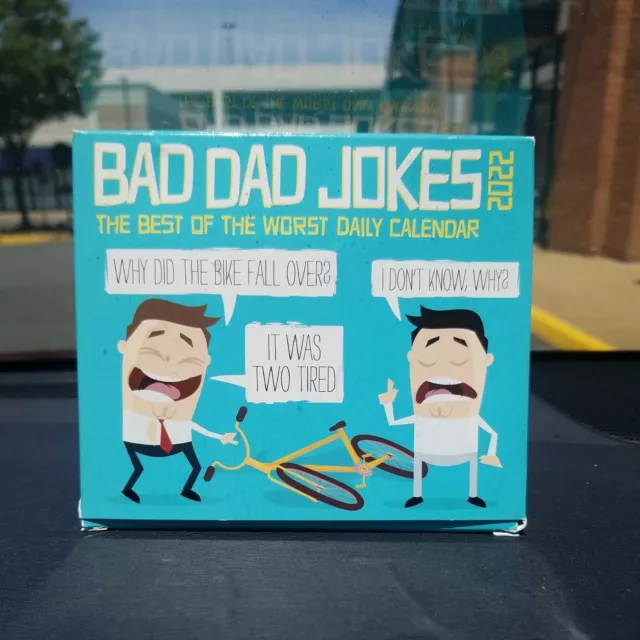 BAD DAD JOKES 2022
THE BEST OF THE WORST DAILY CALENDAR
WHY DID THE BIKE FALL OVER?
I DON'T KNOW, WHY?
IT WAS
TWO TIRED